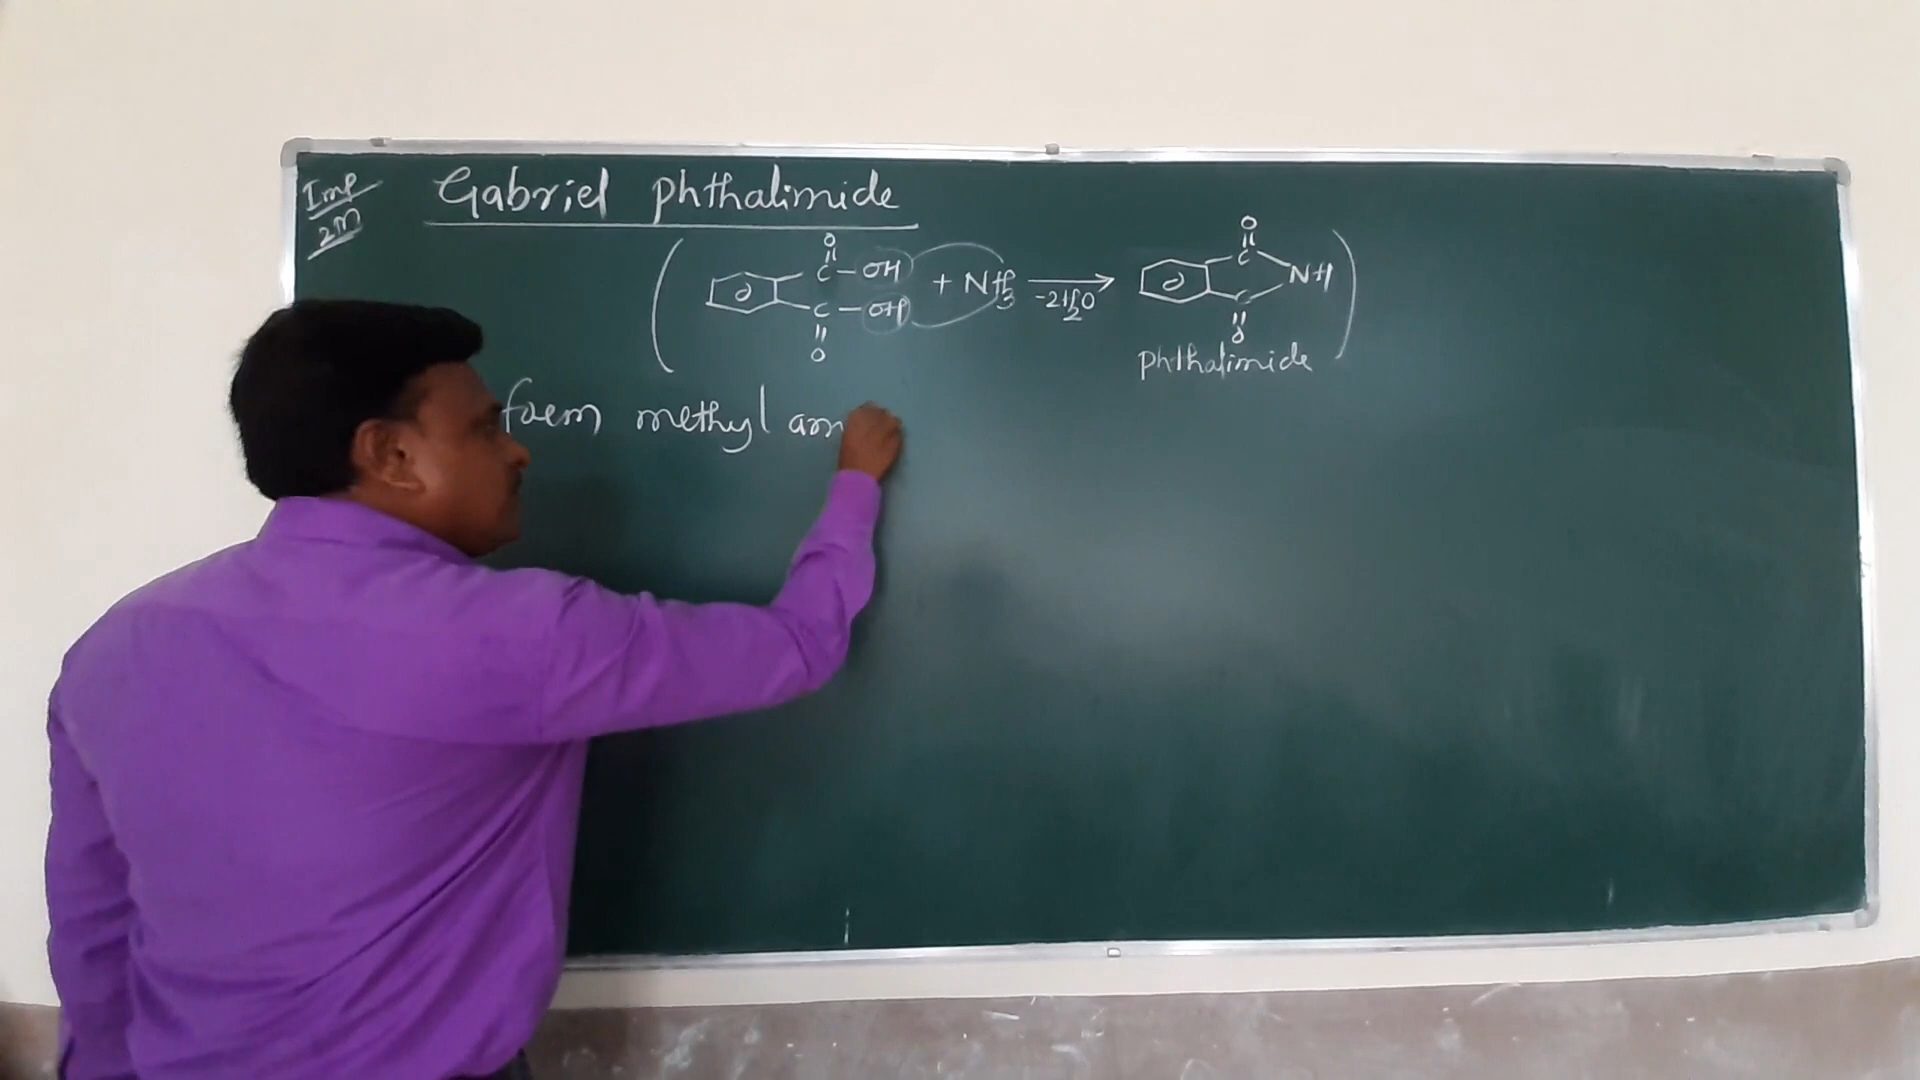 Imp
2M
Gabriel phthalimide
O O
C - OH + NH3 → NH
C - OH -2H2O C
O O
phthalimide
form methyl am